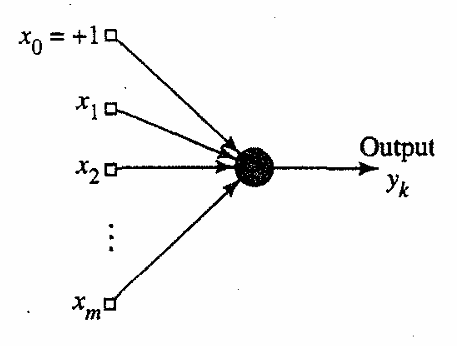 x₀ = +1
x₁
x₂
⋮
xₘ
Output
yₖ